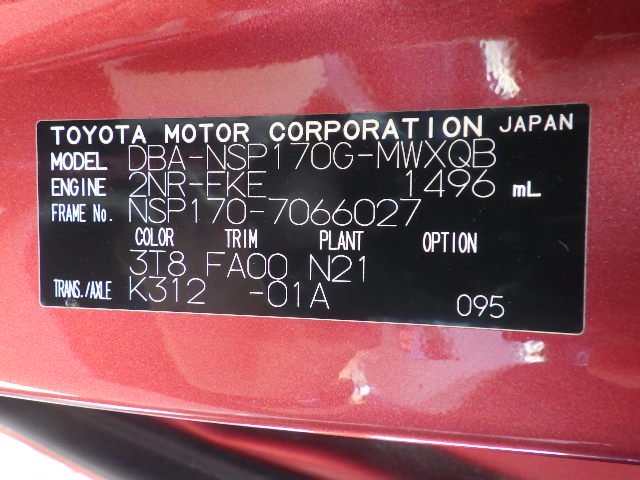 TOYOTA MOTOR CORPORATION JAPAN
MODEL DBA-NSP170G-MWXQB
ENGINE 2NR-FKE 1496 mL
FRAME No. NSP170-7066027
COLOR TRIM PLANT OPTION
3T8 FA00 N21
TRANS./AXLE K312 -01A 095